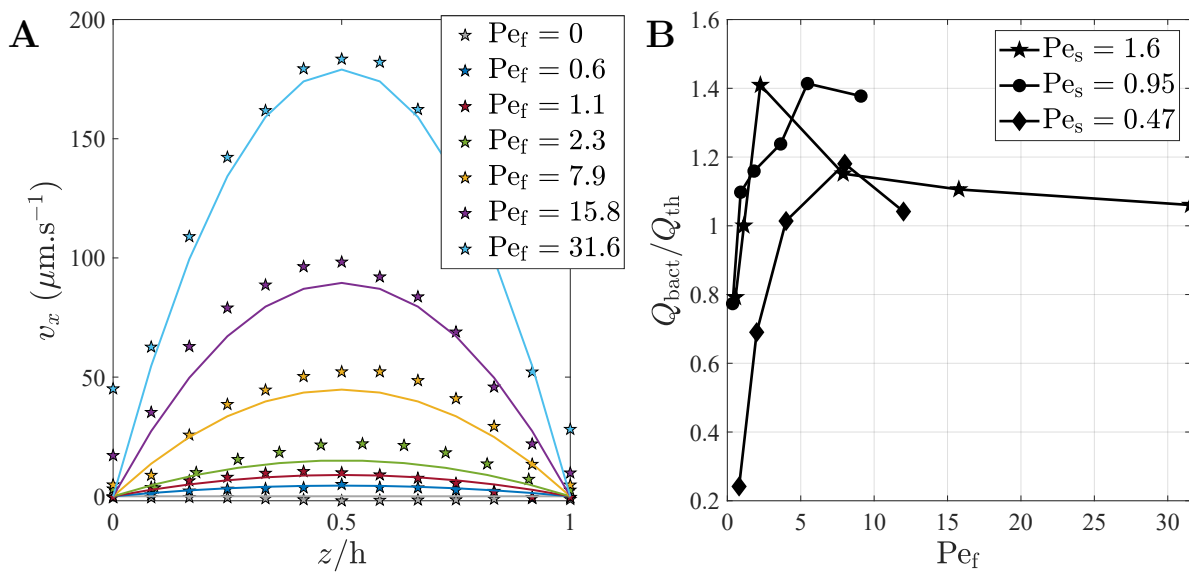 A
200
150
100
50
0
0
0.5
1
v_x (μm.s⁻¹)
z/h
Pe_f = 0
Pe_f = 0.6
Pe_f = 1.1
Pe_f = 2.3
Pe_f = 7.9
Pe_f = 15.8
Pe_f = 31.6
B
1.6
1.4
1.2
1
0.8
0.6
0.4
0.2
0
5
10
15
20
25
30
Q_bact/Q_th
Pe_f
Pe_s = 1.6
Pe_s = 0.95
Pe_s = 0.47